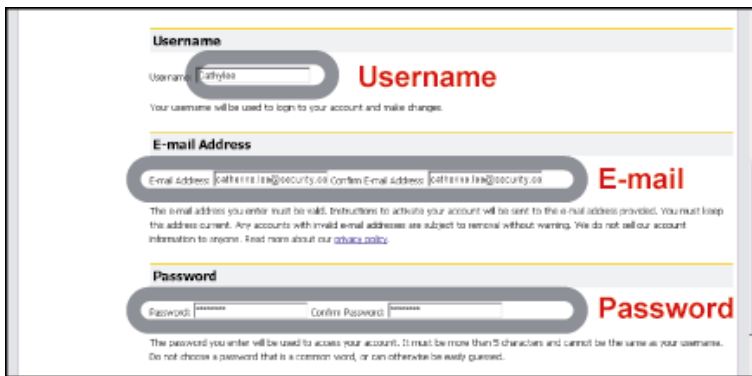 Username
Username: Cathylee
Username
Your username will be used to login to your account and make changes.
E-mail Address
E-mail Address: catherine.lee@security.co Confirm E-mail Address: catherine.lee@security.co
E-mail
The e-mail address you enter must be valid. Instructions to activate your account will be sent to the e-mail address provided. You must keep
the address current. Any accounts with invalid e-mail addresses are subject to removal without warning. We do not sell our account
information to anyone. Read more about our privacy policy.
Password
Password: ******** Confirm Password: ********
Password
The password you enter will be used to access your account. It must be more than 5 characters and cannot be the same as your username.
Do not choose a password that is a common word, or can otherwise be easily guessed.